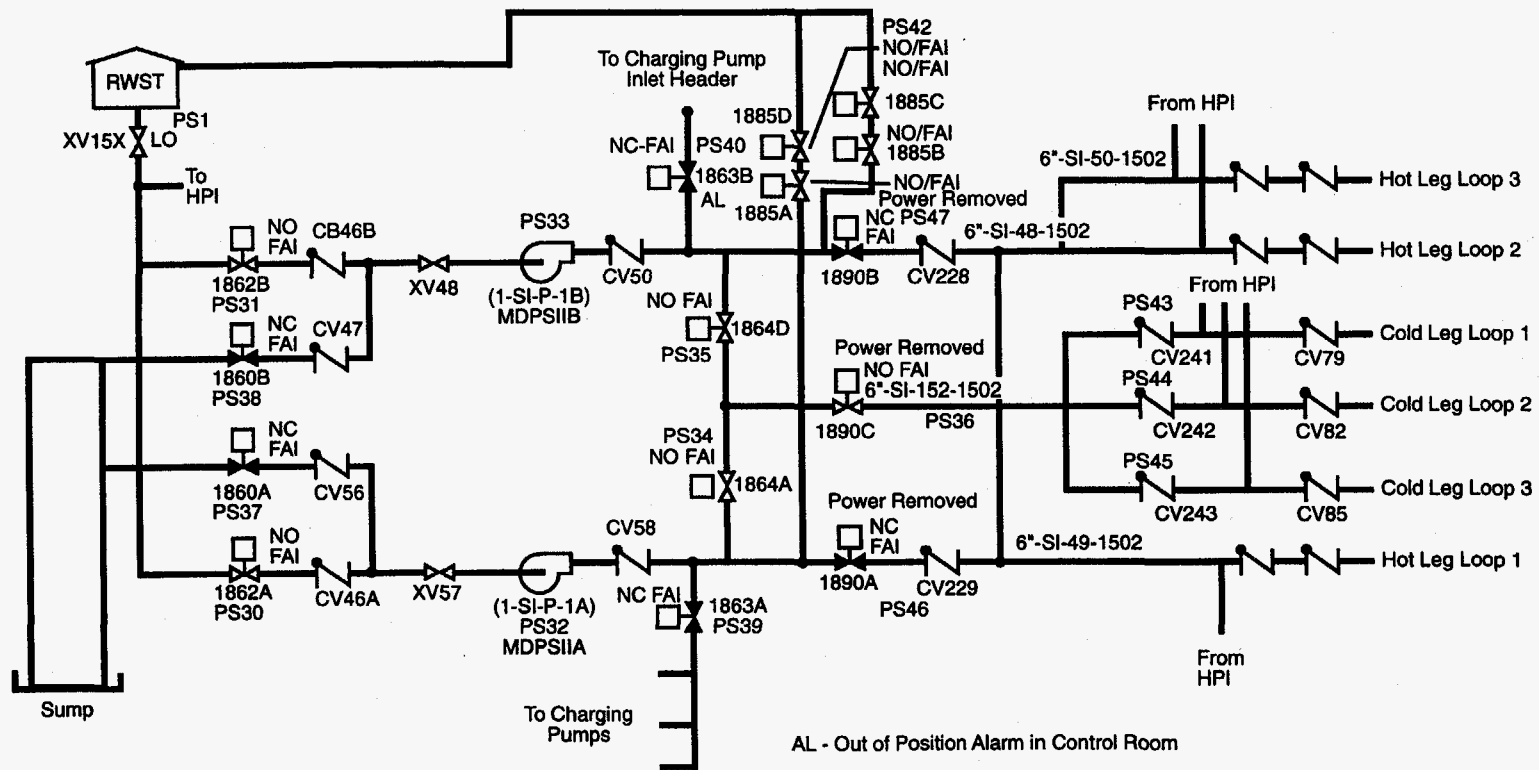 PS42
NO/FAI
NO/FAI
To Charging Pump
Inlet Header
RWST
PS1
XV15X
LO
To
HPI
1885D
1885C
NO/FAI
1885B
NC-FAI
PS40
1863B
AL
1885A
NO/FAI
Power Removed
From HPI
6"-SI-50-1502
Hot Leg Loop 3
NO
FAI
CB46B
1862B
PS31
XV48
PS33
(1-SI-P-1B)
MDPSIIB
CV50
NC
FAI
PS47
1890B
CV228
6"-SI-48-1502
Hot Leg Loop 2
From HPI
NC
FAI
CV47
1860B
PS38
NO FAI
1864D
PS35
Power Removed
NO FAI
6"-SI-152-1502
1890C
PS36
PS43
CV241
CV79
Cold Leg Loop 1
PS44
CV242
CV82
Cold Leg Loop 2
NC
FAI
1860A
PS37
CV56
PS34
NO FAI
1864A
PS45
CV243
CV85
Cold Leg Loop 3
NO
FAI
1862A
PS30
CV46A
XV57
(1-SI-P-1A)
PS32
MDPSIIA
CV58
Power Removed
NC
FAI
1890A
PS46
CV229
6"-SI-49-1502
Hot Leg Loop 1
NC FAI
1863A
PS39
From
HPI
Sump
To Charging
Pumps
AL - Out of Position Alarm in Control Room